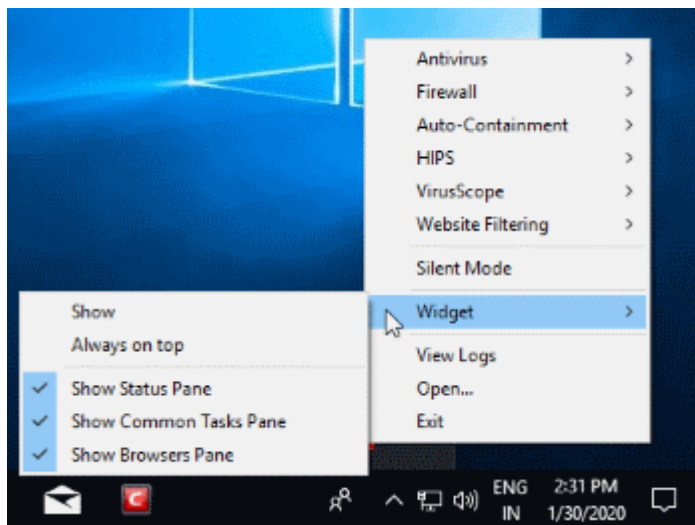 Antivirus
Firewall
Auto-Containment
HIPS
VirusScope
Website Filtering
Silent Mode
Widget
View Logs
Open...
Exit
Show
Always on top
Show Status Pane
Show Common Tasks Pane
Show Browsers Pane
C
ENG
IN
2:31 PM
1/30/2020